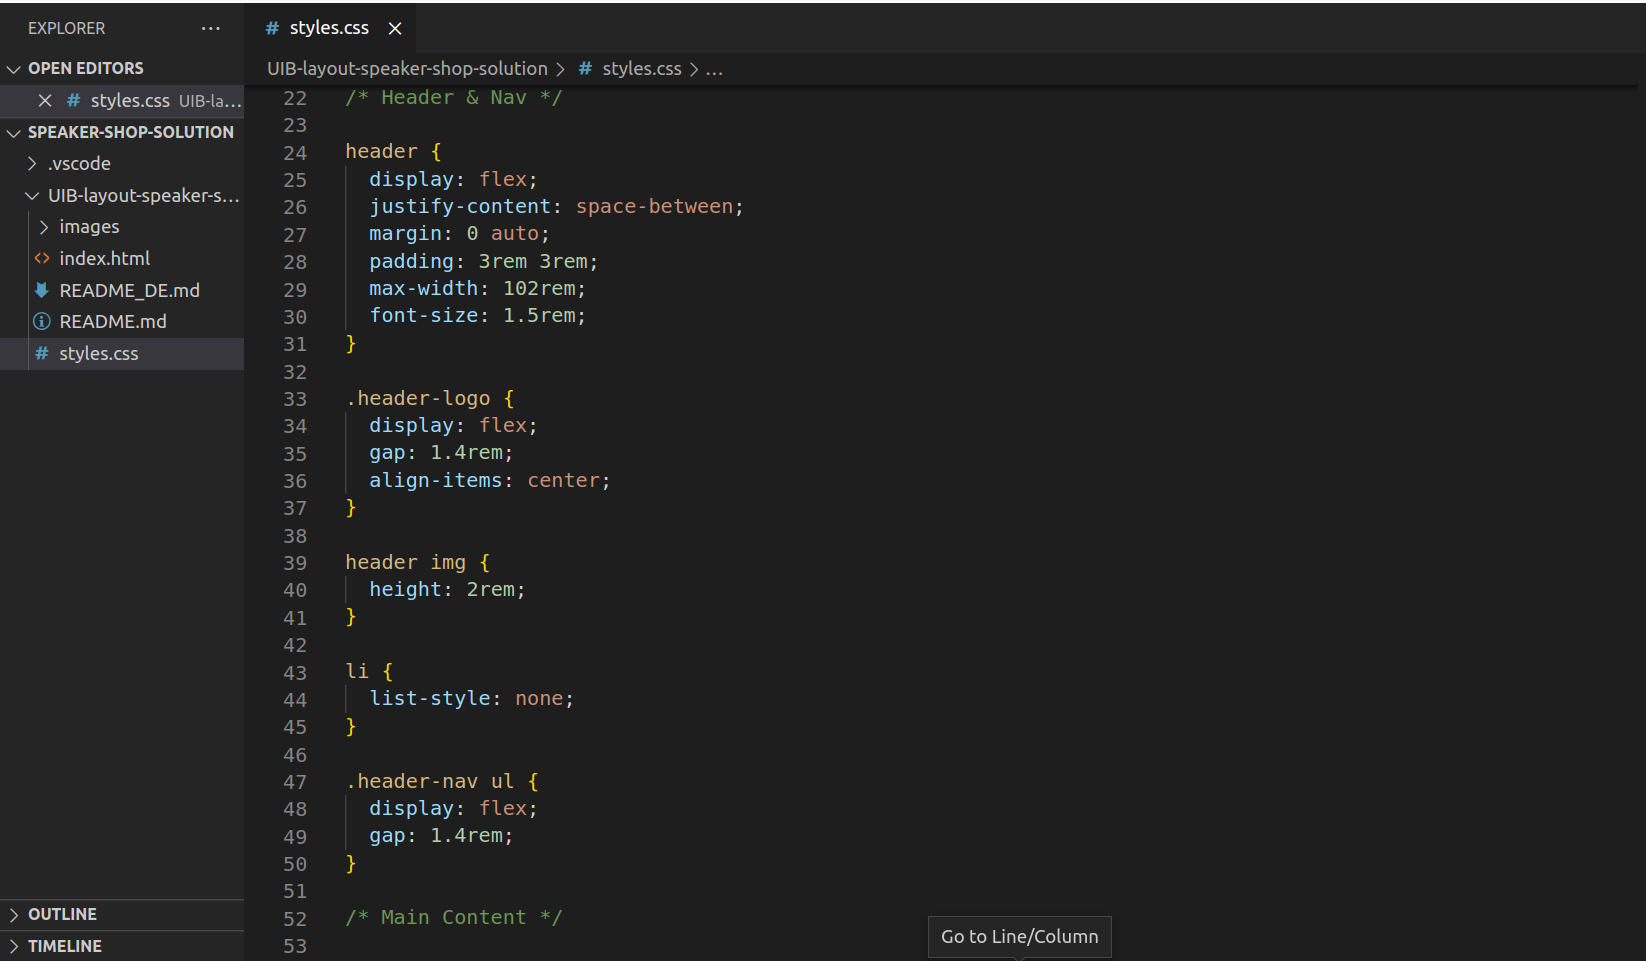 EXPLORER
OPEN EDITORS
styles.css UIB-la...
SPEAKER-SHOP-SOLUTION
.vscode
UIB-layout-speaker-s...
images
index.html
README_DE.md
README.md
styles.css
OUTLINE
TIMELINE
# styles.css
UIB-layout-speaker-shop-solution > # styles.css > ...
22 /* Header & Nav */
23
24 header {
25 display: flex;
26 justify-content: space-between;
27 margin: 0 auto;
28 padding: 3rem 3rem;
29 max-width: 102rem;
30 font-size: 1.5rem;
31 }
32
33 .header-logo {
34 display: flex;
35 gap: 1.4rem;
36 align-items: center;
37 }
38
39 header img {
40 height: 2rem;
41 }
42
43 li {
44 list-style: none;
45 }
46
47 .header-nav ul {
48 display: flex;
49 gap: 1.4rem;
50 }
51
52 /* Main Content */
53
Go to Line/Column